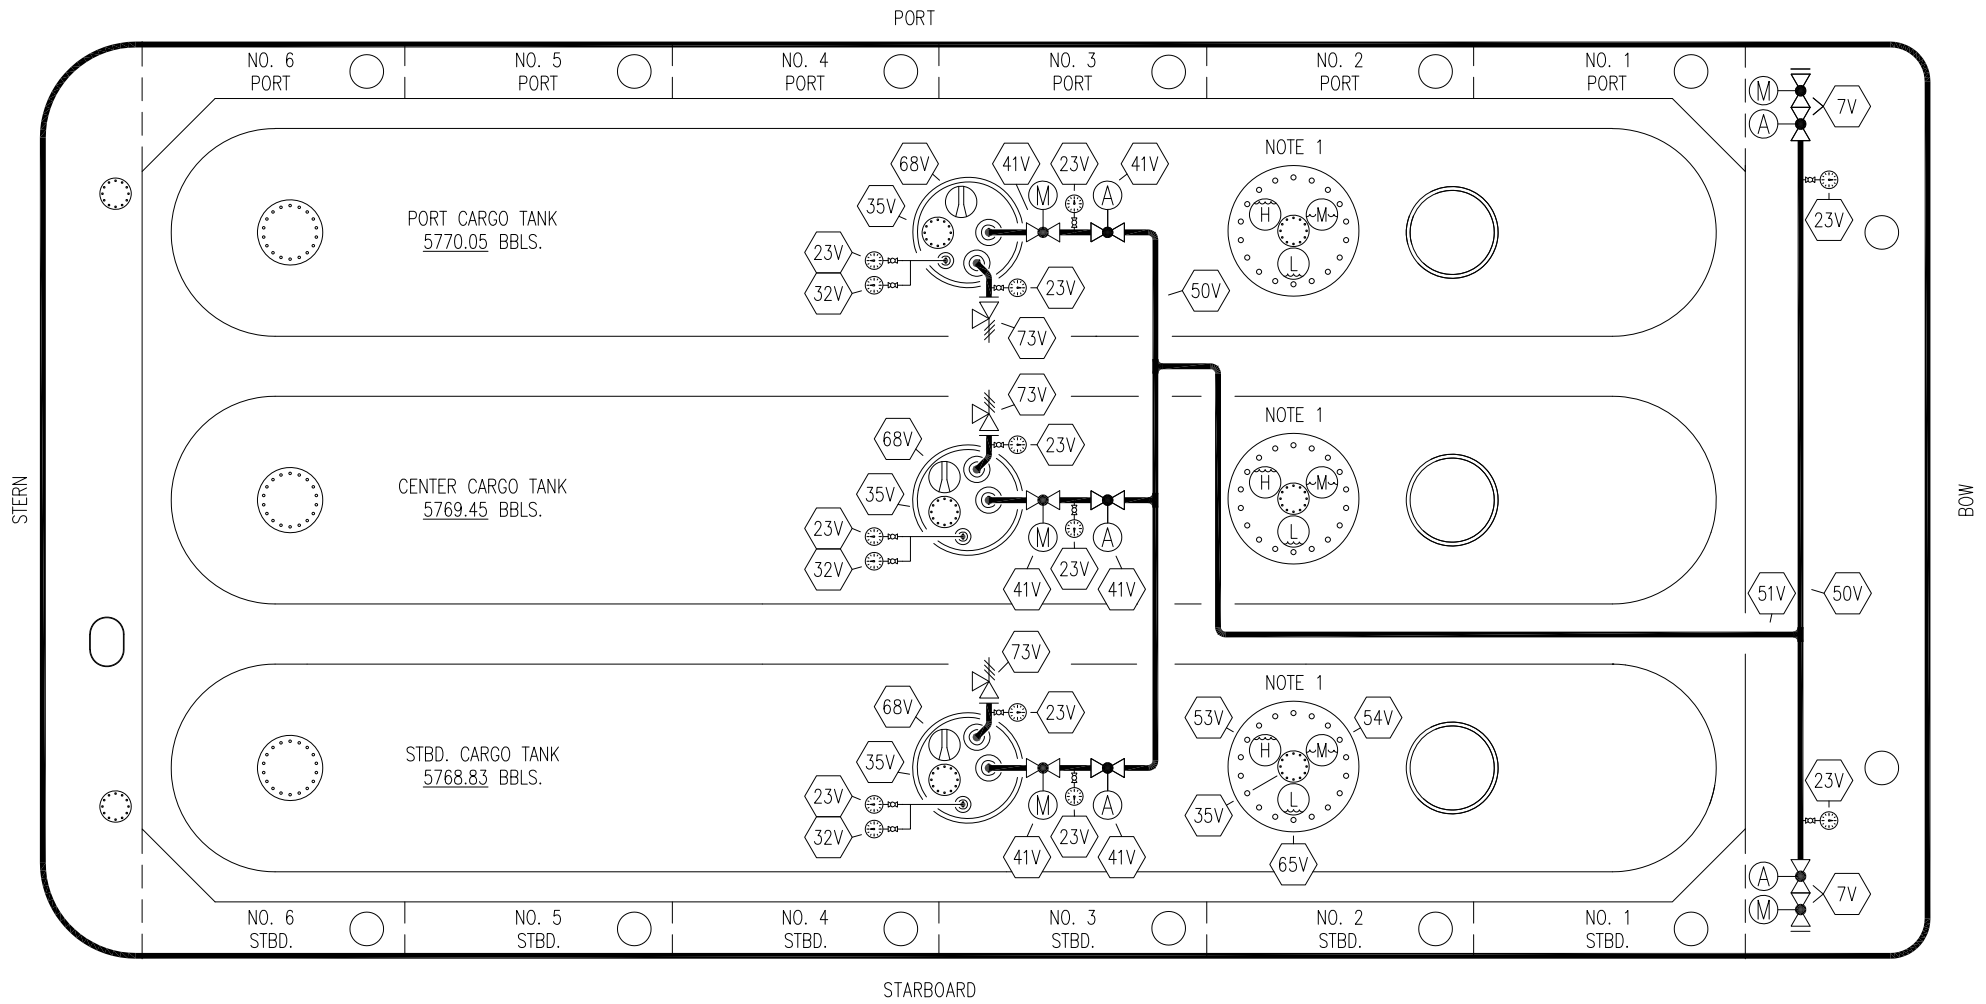 PORT
NO. 6
PORT
NO. 5
PORT
NO. 4
PORT
NO. 3
PORT
NO. 2
PORT
NO. 1
PORT
M
7V
A
23V
PORT CARGO TANK
5770.05 BBLS.
68V
41V
23V
41V
35V
M
A
23V
32V
23V
73V
50V
NOTE 1
H
M
L
STERN
BOW
CENTER CARGO TANK
5769.45 BBLS.
73V
68V
23V
35V
23V
32V
M
A
41V
23V
41V
NOTE 1
H
M
L
51V
50V
STBD. CARGO TANK
5768.83 BBLS.
73V
68V
23V
35V
23V
32V
M
A
41V
23V
41V
NOTE 1
53V
54V
H
M
L
35V
65V
23V
A
7V
M
NO. 6
STBD.
NO. 5
STBD.
NO. 4
STBD.
NO. 3
STBD.
NO. 2
STBD.
NO. 1
STBD.
STARBOARD